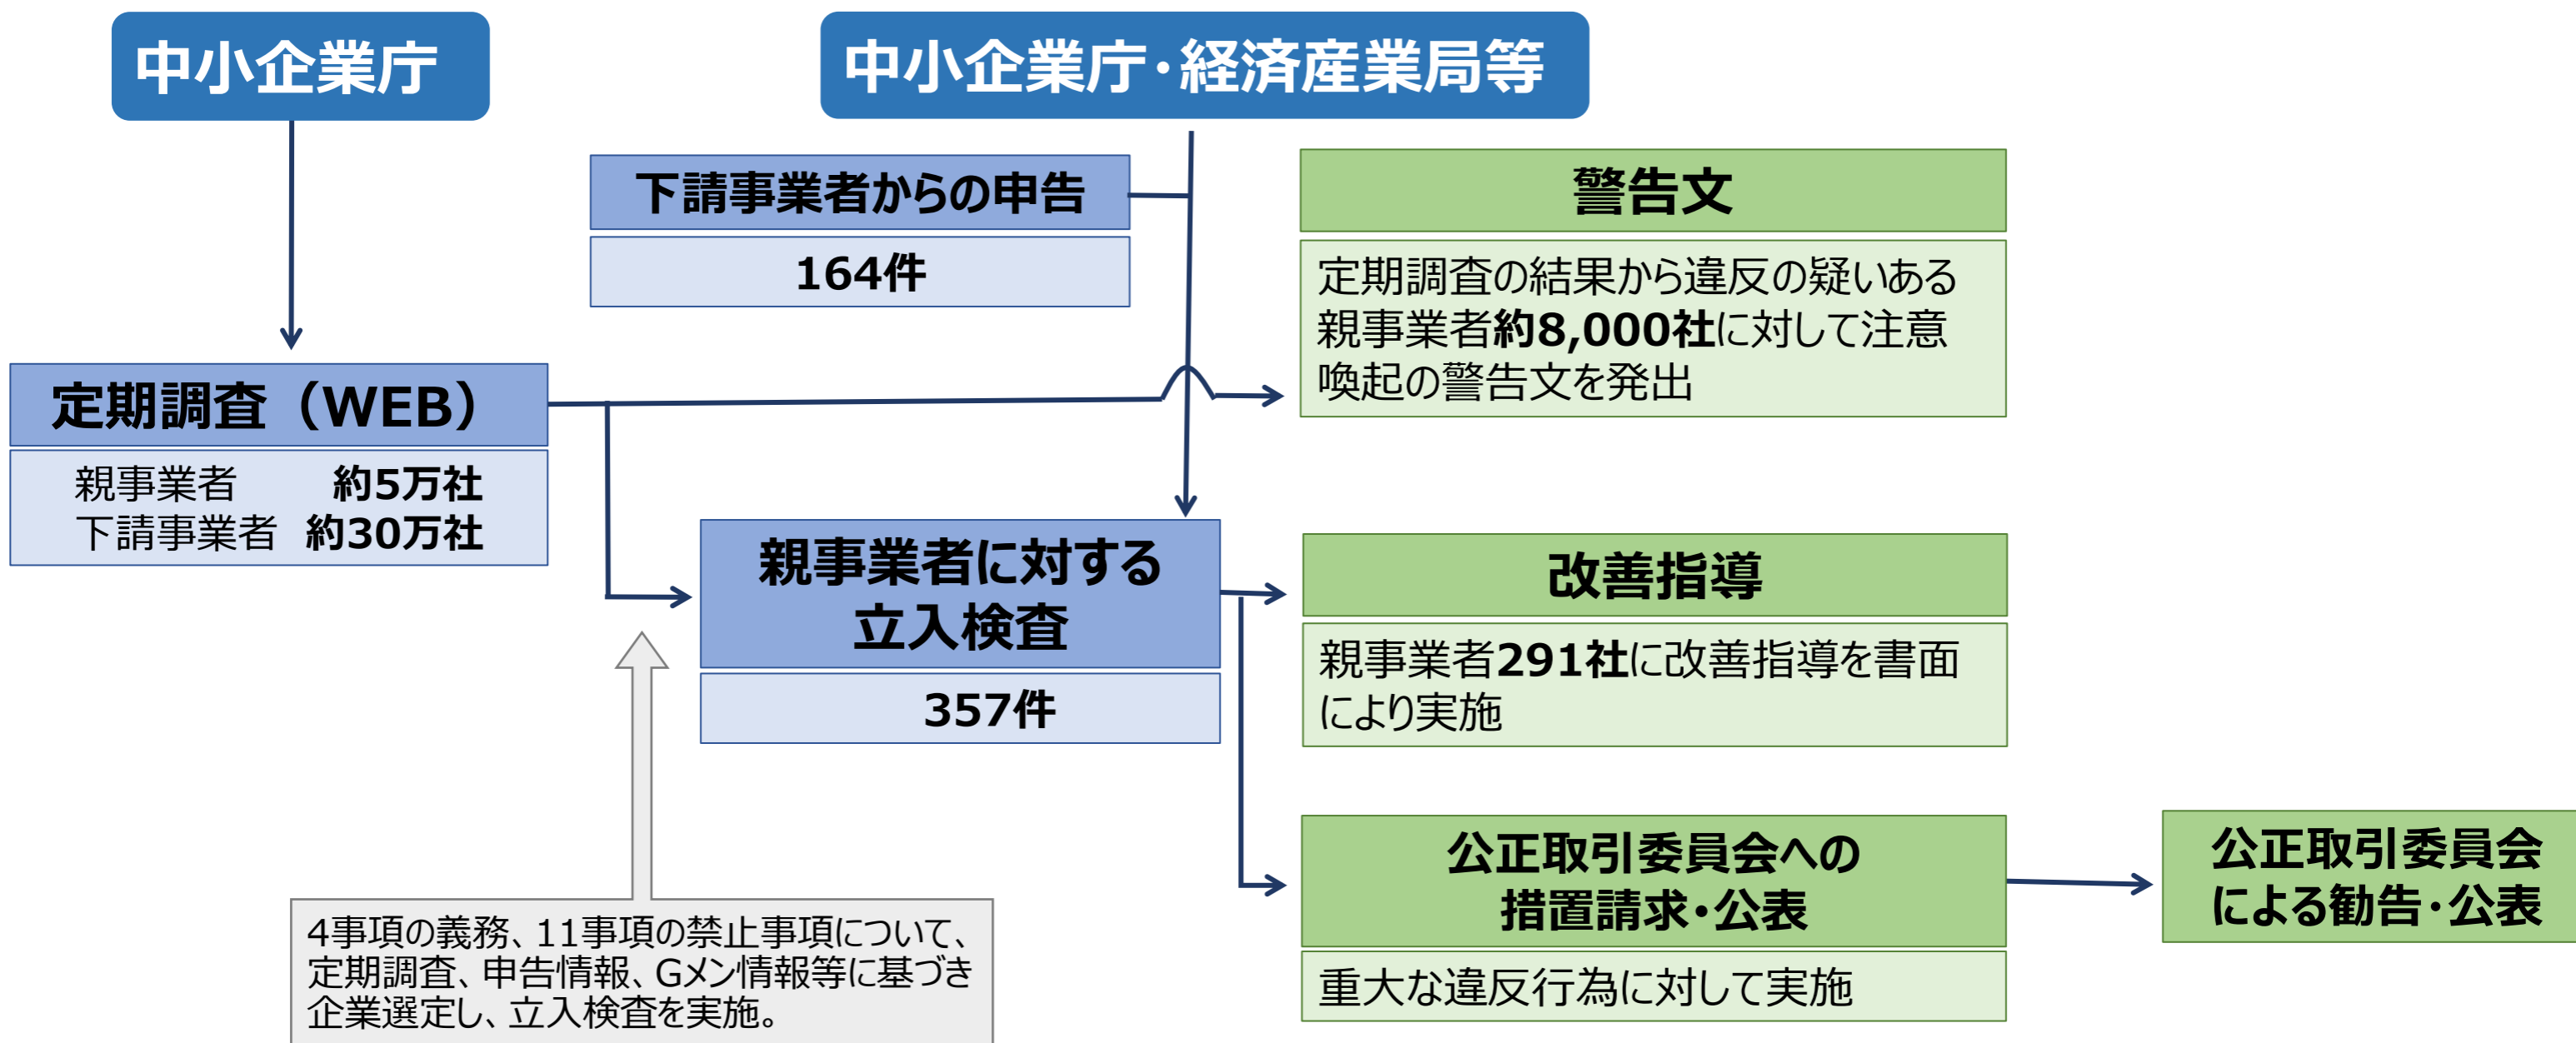 中小企業庁
中小企業庁・経済産業局等
下請事業者からの申告
164件
警告文
定期調査の結果から違反の疑いある
親事業者約8,000社に対して注意
喚起の警告文を発出
定期調査（WEB）
親事業者 約5万社
下請事業者 約30万社
親事業者に対する
立入検査
357件
改善指導
親事業者291社に改善指導を書面
により実施
公正取引委員会への
措置請求・公表
重大な違反行為に対して実施
公正取引委員会
による勧告・公表
4事項の義務、11事項の禁止事項について、
定期調査、申告情報、Gメン情報等に基づき
企業選定し、立入検査を実施。